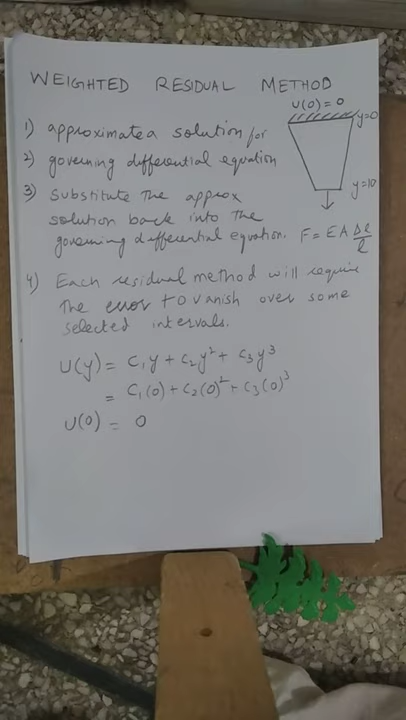 WEIGHTED RESIDUAL METHOD
U(0) = 0
y=0
1) approximate a solution for
2) governing differential equation
y=10
3) Substitute the approx
solution back into the
governing differential equation.
F = EA Δl/l
4) Each residual method will require
the error to vanish over some
selected intervals.
U(y) = C₁y + C₂y² + C₃y³
= C₁(0) + C₂(0)² + C₃(0)³
U(0) = 0